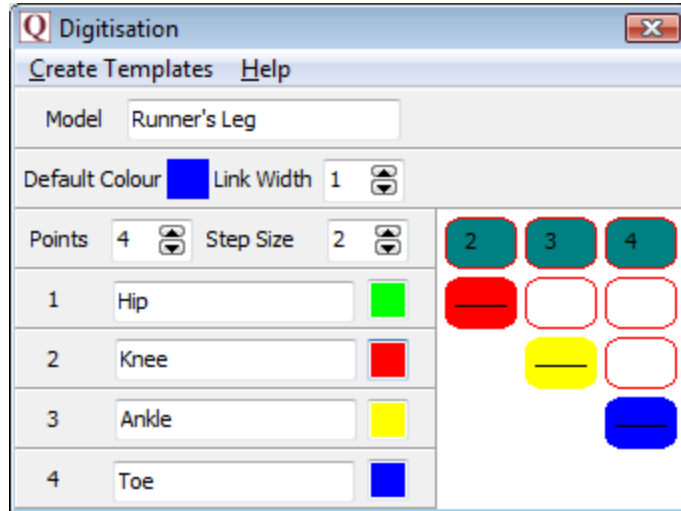 Q Digitisation
Create Templates Help
Model Runner's Leg
Default Colour Link Width 1
Points 4 Step Size 2 2 3 4
1 Hip
2 Knee
3 Ankle
4 Toe